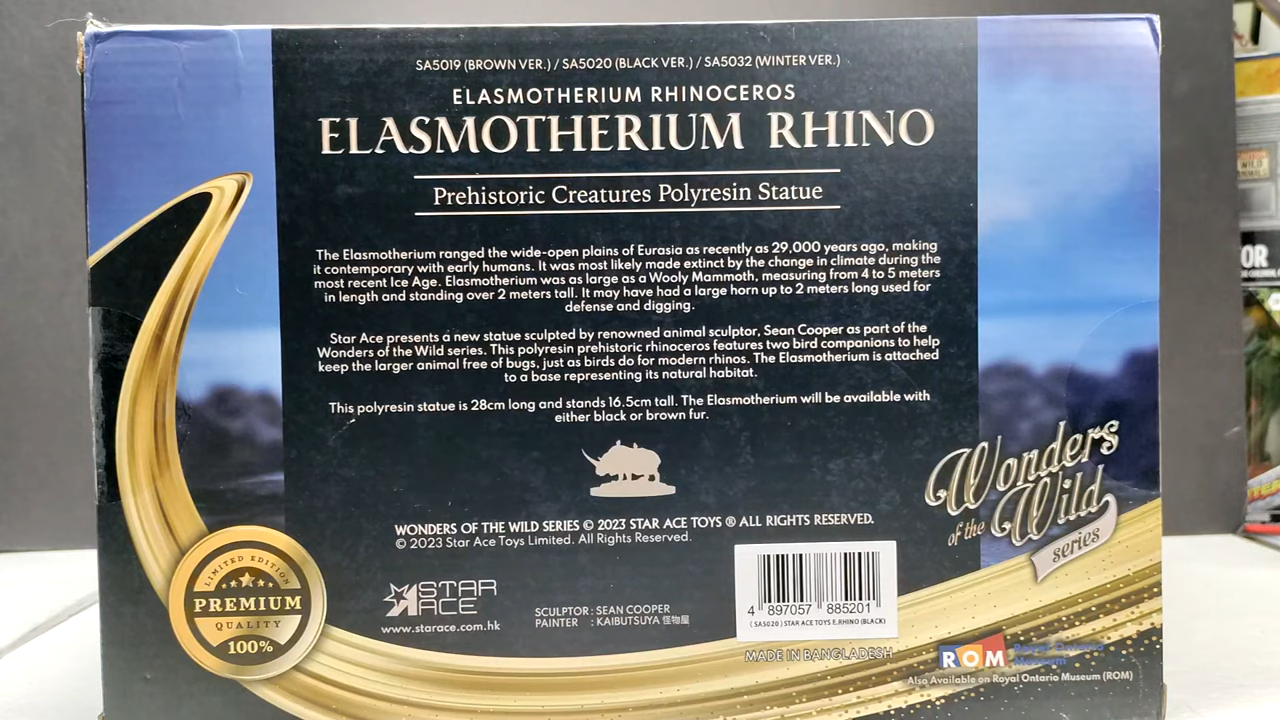 SA5019 (BROWN VER.) / SA5020 (BLACK VER.) / SA5032 (WINTER VER.)
ELASMOTHERIUM RHINOCEROS
ELASMOTHERIUM RHINO
Prehistoric Creatures Polyresin Statue
The Elasmotherium ranged the wide-open plains of Eurasia as recently as 29.000 years ago, making
it contemporary with early humans. It was most likely made extinct by the change in climate during the
most recent Ice Age. Elasmotherium was as large as a Wooly Mammoth, measuring from 4 to 5 meters
in length and standing over 2 meters tall. It may have had a large horn up to 2 meters long used for
defense and digging.
Star Ace presents a new statue sculpted by renowned animal sculptor, Sean Cooper as part of the
Wonders of the Wild series. This polyresin prehistoric rhinoceros features two bird companions to help
keep the larger animal free of bugs, just as birds do for modern rhinos. The Elasmotherium is attached
to a base representing its natural habitat.
This polyresin statue is 28cm long and stands 16.5cm tall. The Elasmotherium will be available with
either black or brown fur.
Wonders
of the Wild
series
WONDERS OF THE WILD SERIES © 2023 STAR ACE TOYS ® ALL RIGHTS RESERVED.
© 2023 Star Ace Toys Limited. All Rights Reserved.
LIMITED EDITION
PREMIUM
QUALITY
100%
STAR
ACE
www.starace.com.hk
SCULPTOR : SEAN COOPER
PAINTER : KAIBUTSUYA 怪物屋
4 897057 885201
( SA5020 ) STAR ACE TOYS E.RHINO (BLACK)
MADE IN BANGLADESH
ROM Royal Ontario
Museum
Also Available on Royal Ontario Museum (ROM)
OR